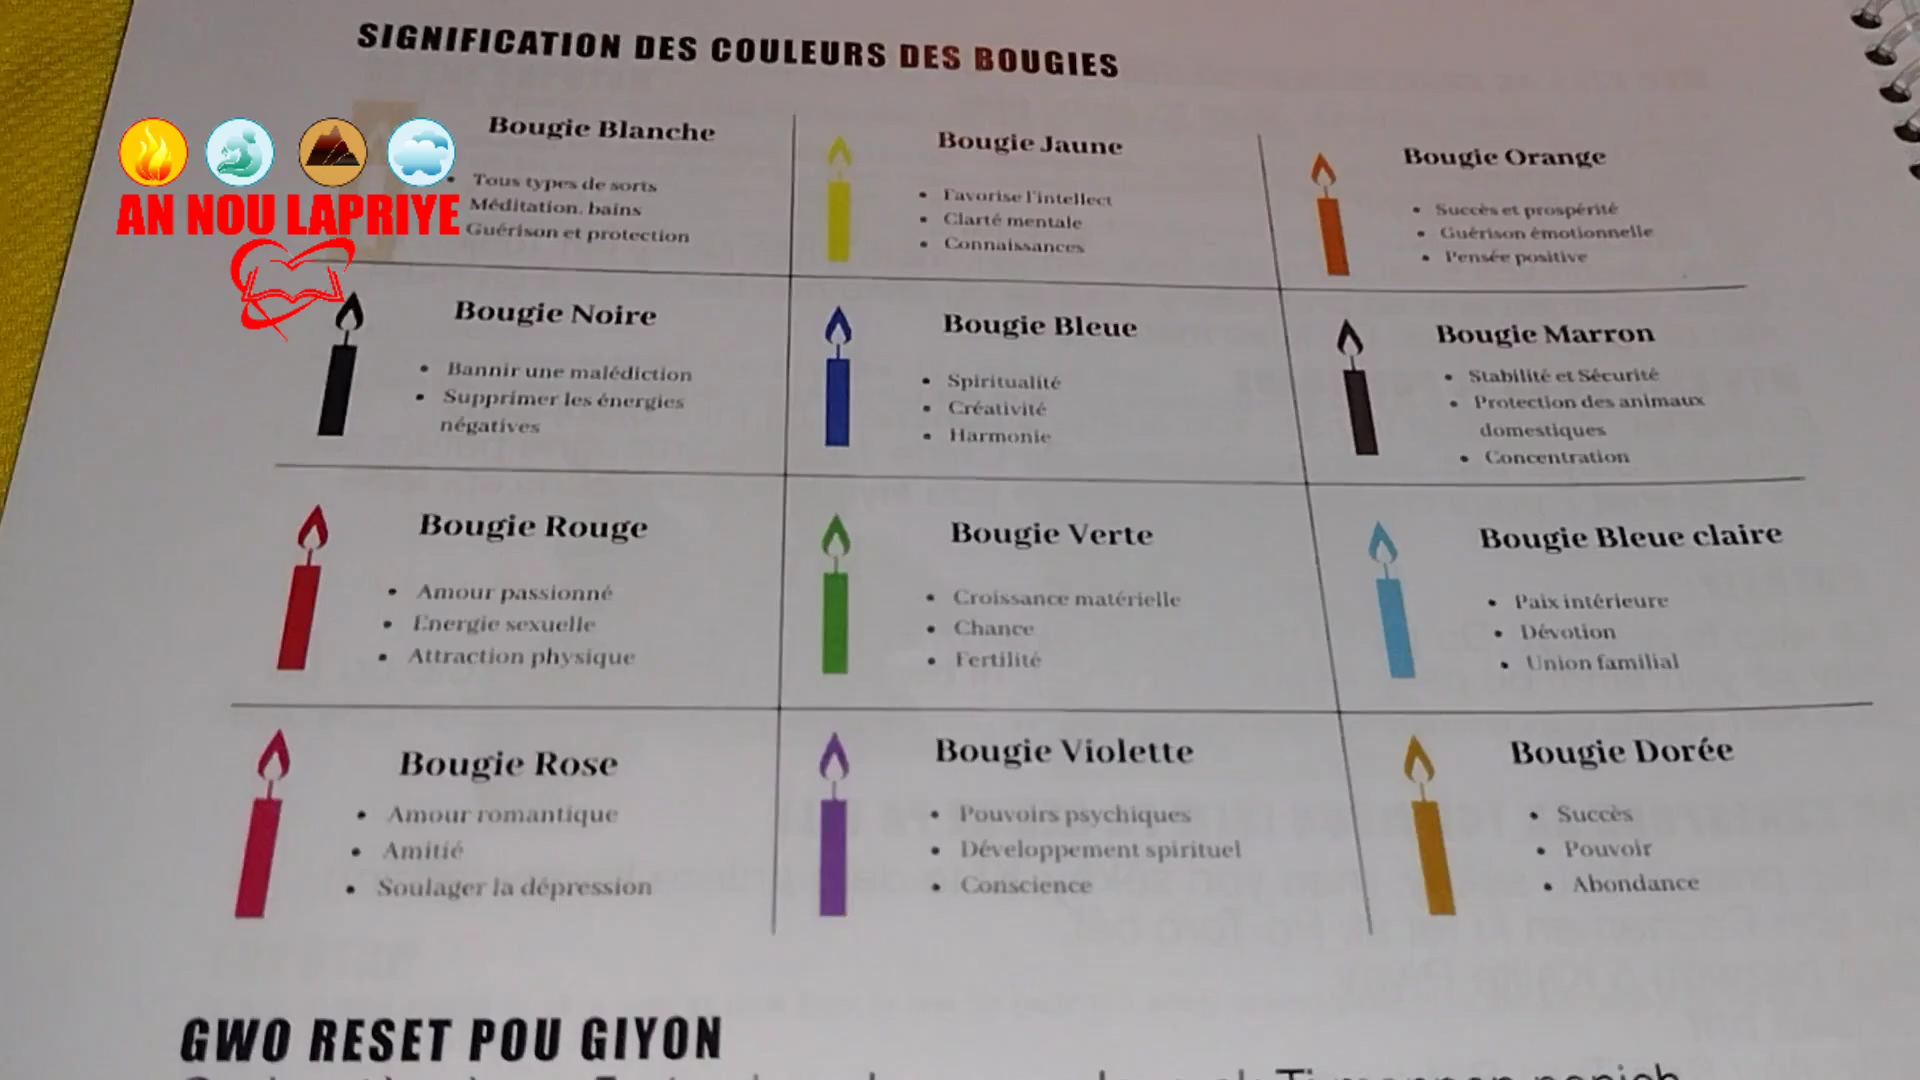 SIGNIFICATION DES COULEURS DES BOUGIES
AN NOU LAPRIYE
Bougie Blanche
Tous types de sorts
Méditation, bains
Guérison et protection
Bougie Jaune
Favorise l'intellect
Clarté mentale
Connaissances
Bougie Orange
Succès et prospérité
Guérison émotionnelle
Pensée positive
Bougie Noire
Bannir une malédiction
Supprimer les énergies
négatives
Bougie Bleue
Spiritualité
Créativité
Harmonie
Bougie Marron
Stabilité et Sécurité
Protection des animaux
domestiques
Concentration
Bougie Rouge
Amour passionné
Energie sexuelle
Attraction physique
Bougie Verte
Croissance matérielle
Chance
Fertilité
Bougie Bleue claire
Paix intérieure
Dévotion
Union familial
Bougie Rose
Amour romantique
Amitié
Soulager la dépression
Bougie Violette
Pouvoirs psychiques
Développement spirituel
Conscience
Bougie Dorée
Succès
Pouvoir
Abondance
GWO RESET POU GIYON